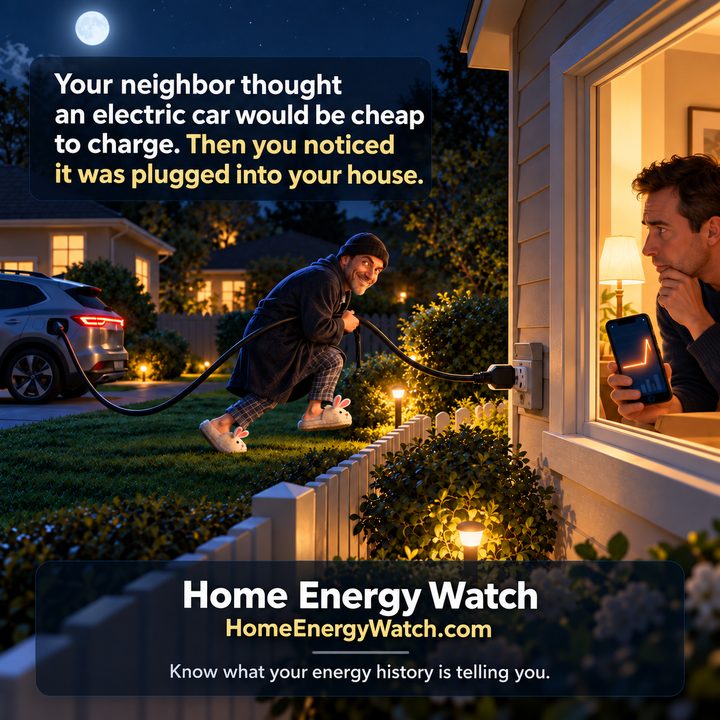 Your neighbor thought
an electric car would be cheap
to charge. Then you noticed
it was plugged into your house.
Home Energy Watch
HomeEnergyWatch.com
Know what your energy history is telling you.